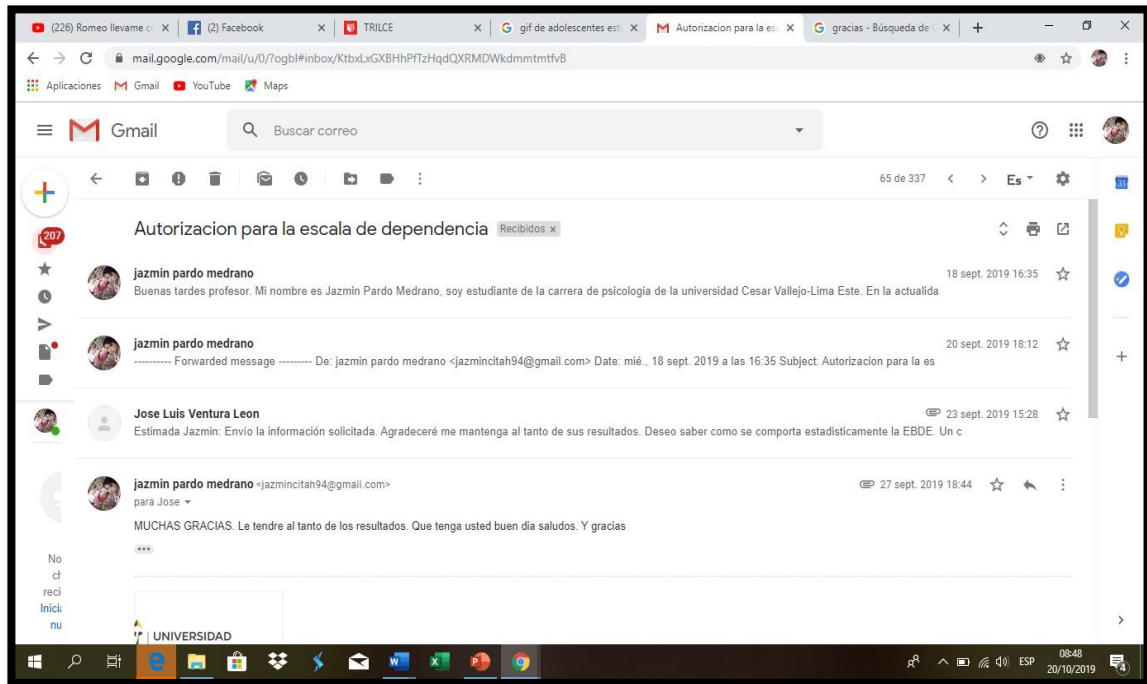 (226) Romeo llevame c
(2) Facebook
TRILCE
gif de adolescentes est
Autorizacion para la es
gracias - Búsqueda de
mail.google.com/mail/u/0/?ogbl#inbox/KtbxLxGXBHhPfTzHqdQXRMDWkdmmtmtfvB
Aplicaciones
Gmail
YouTube
Maps
Gmail
Buscar correo
65 de 337
Es
207
Autorizacion para la escala de dependencia
Recibidos x
jazmin pardo medrano
18 sept. 2019 16:35
Buenas tardes profesor. Mi nombre es Jazmin Pardo Medrano, soy estudiante de la carrera de psicologia de la universidad Cesar Vallejo-Lima Este. En la actualida
jazmin pardo medrano
20 sept. 2019 18:12
---------- Forwarded message --------- De: jazmin pardo medrano <jazmincitah94@gmail.com> Date: mié., 18 sept. 2019 a las 16:35 Subject: Autorizacion para la es
Jose Luis Ventura Leon
23 sept. 2019 15:28
Estimada Jazmin: Envío la información solicitada. Agradeceré me mantenga al tanto de sus resultados. Deseo saber como se comporta estadisticamente la EBDE. Un c
jazmin pardo medrano <jazmincitah94@gmail.com>
27 sept. 2019 18:44
para Jose
MUCHAS GRACIAS. Le tendre al tanto de los resultados. Que tenga usted buen dia saludos. Y gracias
No
ch
reci
Inicia
nu
UNIVERSIDAD
31
ESP
08:48
20/10/2019
4